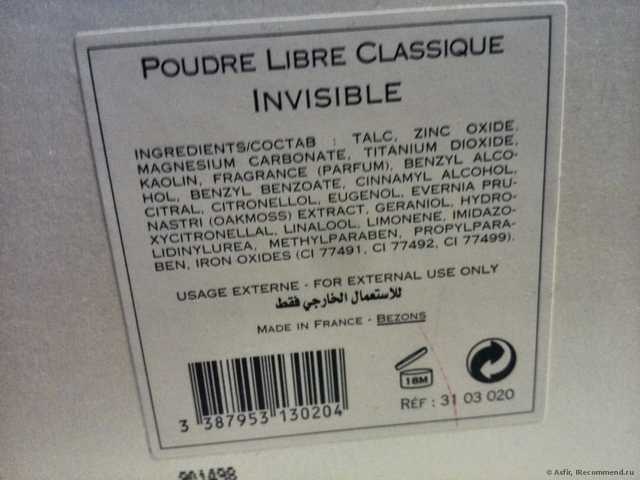 POUDRE LIBRE CLASSIQUE
INVISIBLE
INGREDIENTS/COCTAB : TALC, ZINC OXIDE,
MAGNESIUM CARBONATE, TITANIUM DIOXIDE,
KAOLIN, FRAGRANCE (PARFUM), BENZYL ALCO-
HOL, BENZYL BENZOATE, CINNAMYL ALCOHOL,
CITRAL, CITRONELLOL, EUGENOL, EVERNIA PRU-
NASTRI (OAKMOSS) EXTRACT, GERANIOL, HYDRO-
XYCITRONELLAL, LINALOOL, LIMONENE, IMIDAZO-
LIDINYLUREA, METHYLPARABEN, PROPYLPARA-
BEN, IRON OXIDES (CI 77491, CI 77492, CI 77499).
USAGE EXTERNE - FOR EXTERNAL USE ONLY
للاستعمال الخارجي فقط
MADE IN FRANCE - BEZONS
18M
3 387953 130204
RÉF : 31 03 020
901498
© Asfir, IRecommend.ru